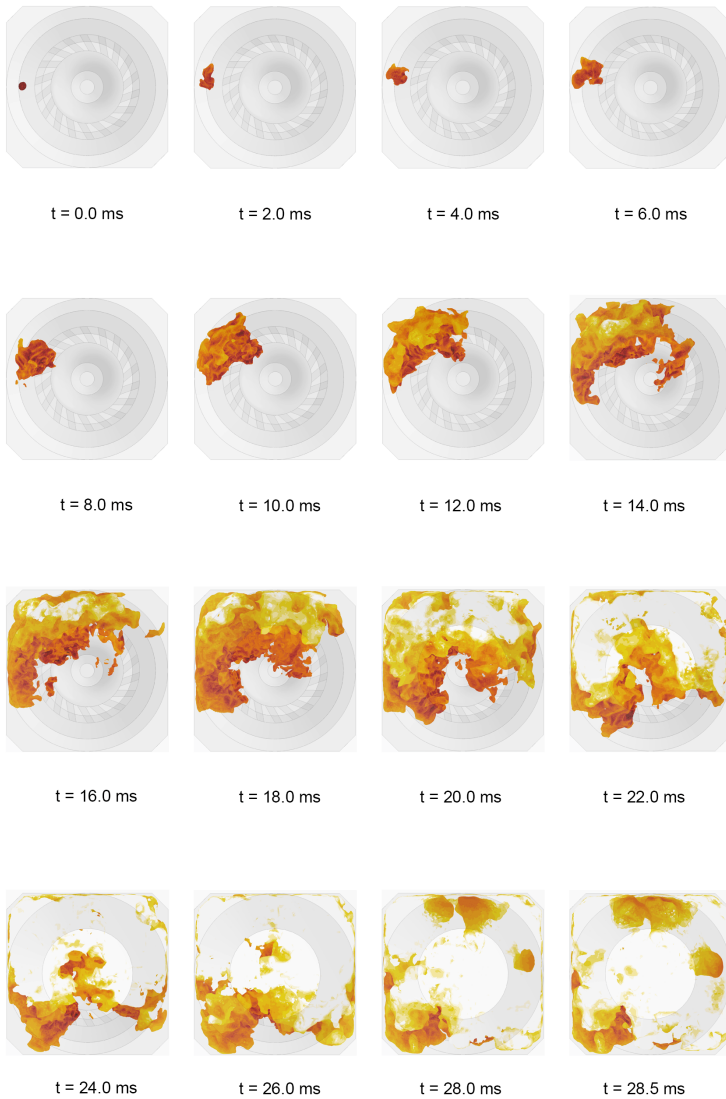 t = 0.0 ms
t = 2.0 ms
t = 4.0 ms
t = 6.0 ms
t = 8.0 ms
t = 10.0 ms
t = 12.0 ms
t = 14.0 ms
t = 16.0 ms
t = 18.0 ms
t = 20.0 ms
t = 22.0 ms
t = 24.0 ms
t = 26.0 ms
t = 28.0 ms
t = 28.5 ms